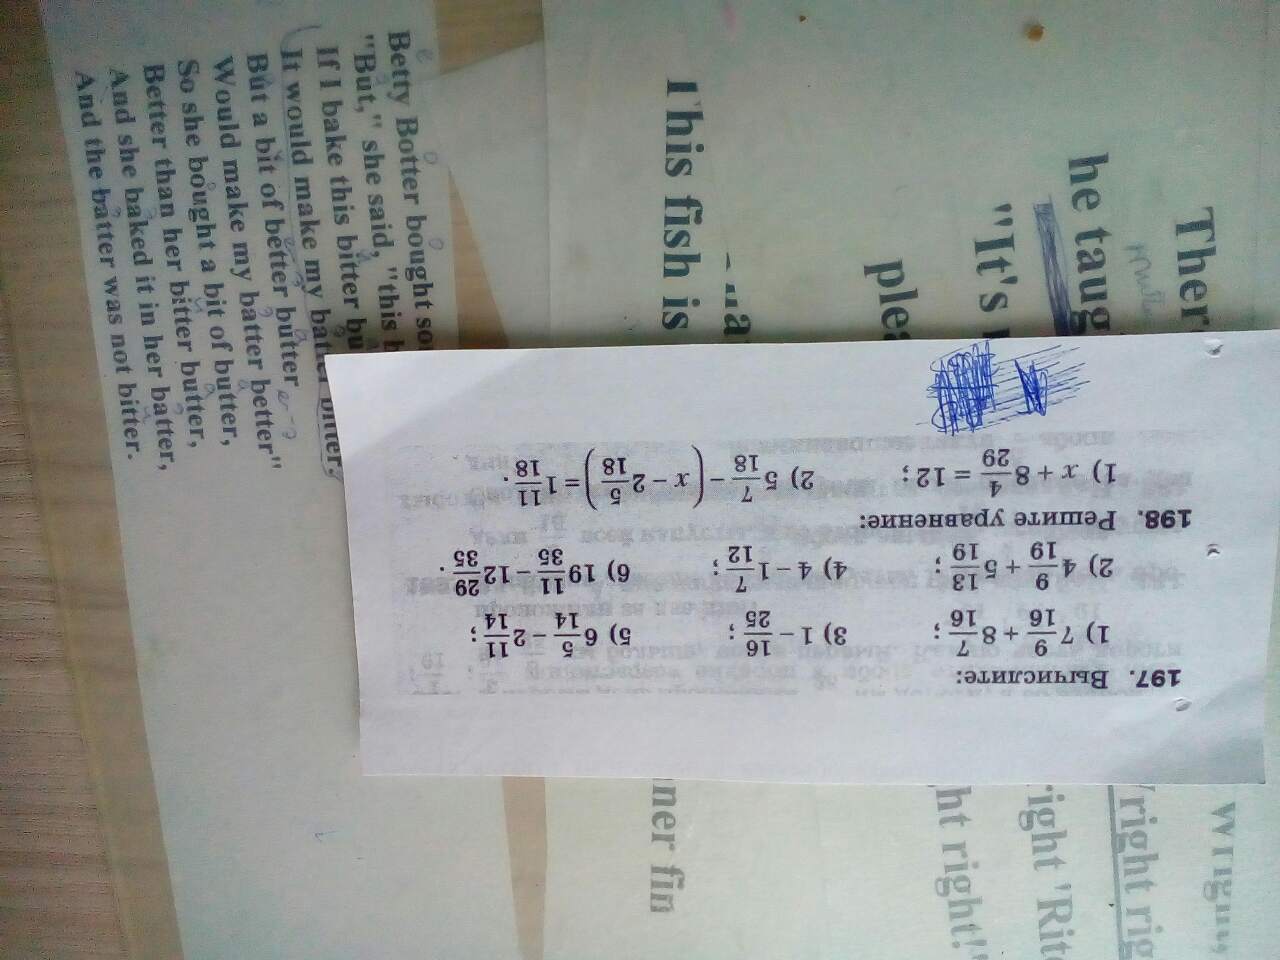 197. Вычислите:
1) 7 9/16 + 8 7/16;
3) 1 − 16/25;
5) 6 5/14 − 2 11/14;
2) 4 9/19 + 5 13/19;
4) 4 − 1 7/12;
6) 19 11/35 − 12 29/35.
198. Решите уравнение:
1) x + 8 4/29 = 12;
2) 5 7/18 − (x − 2 5/18) = 1 11/18.
Betty Botter bought
"But," she said, "this
If I bake this bitter
It would make my batter bitter.
But a bit of better butter
Would make my batter better"
So she bought a bit of butter,
Better than her bitter butter,
And she baked it in her batter,
And the batter was not bitter.
Ther
he taug
"It's
This fish is
right rig
right 'Rite
ht right!"
ner fin